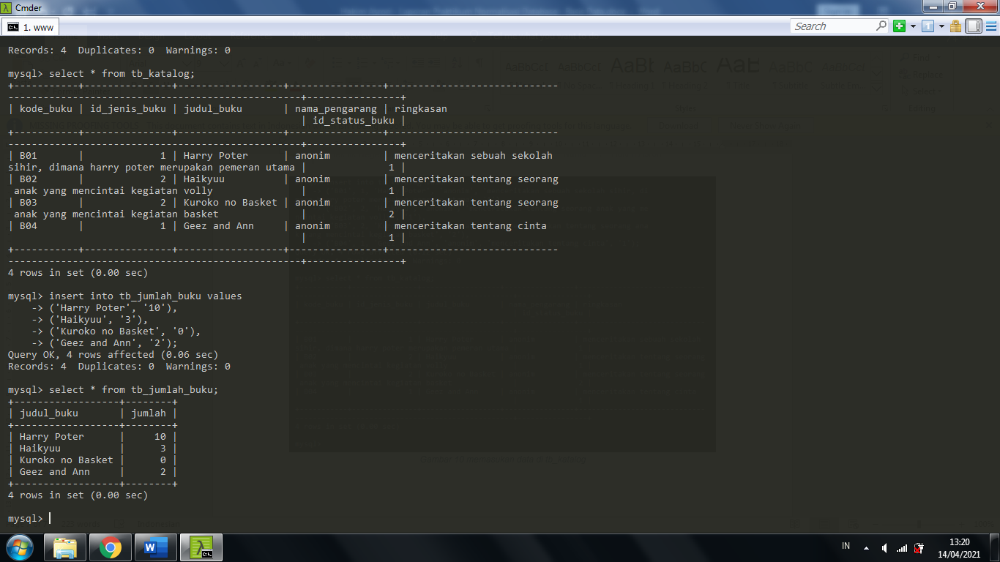 Cmder
1. www
Search
Records: 4  Duplicates: 0  Warnings: 0
mysql> select * from tb_katalog;
+-----------+---------------+------------------+----------------+-----------------------------
--------------------------------------------------+----------------+
| kode_buku | id_jenis_buku | judul_buku       | nama_pengarang | ringkasan
                                                  | id_status_buku |
+-----------+---------------+------------------+----------------+-----------------------------
--------------------------------------------------+----------------+
| B01       |             1 | Harry Poter      | anonim         | menceritakan sebuah sekolah
sihir, dimana harry poter merupakan pemeran utama |              1 |
| B02       |             2 | Haikyuu          | anonim         | menceritakan tentang seorang
 anak yang mencintai kegiatan volly               |              1 |
| B03       |             2 | Kuroko no Basket | anonim         | menceritakan tentang seorang
 anak yang mencintai kegiatan basket              |              2 |
| B04       |             1 | Geez and Ann     | anonim         | menceritakan tentang cinta
                                                  |              1 |
+-----------+---------------+------------------+----------------+-----------------------------
--------------------------------------------------+----------------+
4 rows in set (0.00 sec)
mysql> insert into tb_jumlah_buku values
    -> ('Harry Poter', '10'),
    -> ('Haikyuu', '3'),
    -> ('Kuroko no Basket', '0'),
    -> ('Geez and Ann', '2');
Query OK, 4 rows affected (0.06 sec)
Records: 4  Duplicates: 0  Warnings: 0
mysql> select * from tb_jumlah_buku;
+------------------+--------+
| judul_buku       | jumlah |
+------------------+--------+
| Harry Poter      |     10 |
| Haikyuu          |      3 |
| Kuroko no Basket |      0 |
| Geez and Ann     |      2 |
+------------------+--------+
4 rows in set (0.00 sec)
mysql>
IN
13:20
14/04/2021